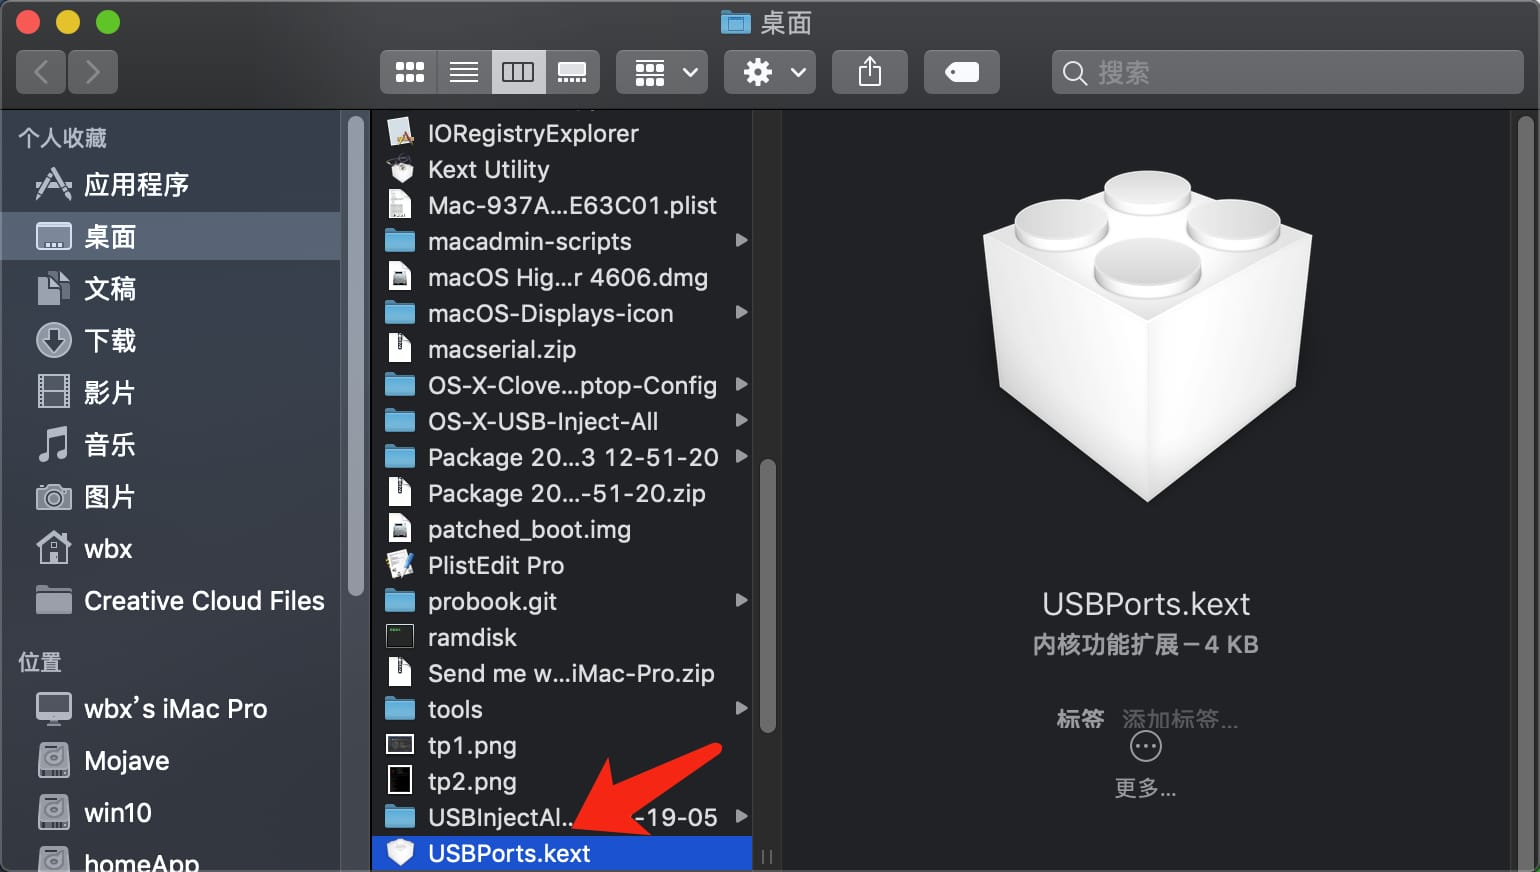 桌面
搜索
个人收藏
应用程序
桌面
文稿
下载
影片
音乐
图片
wbx
Creative Cloud Files
位置
wbx’s iMac Pro
Mojave
win10
homeApp
IORegistryExplorer
Kext Utility
Mac-937A...E63C01.plist
macadmin-scripts
macOS Hig...r 4606.dmg
macOS-Displays-icon
macserial.zip
OS-X-Clove...ptop-Config
OS-X-USB-Inject-All
Package 20...3 12-51-20
Package 20...-51-20.zip
patched_boot.img
PlistEdit Pro
probook.git
ramdisk
Send me w...iMac-Pro.zip
tools
tp1.png
tp2.png
USBInjectAl... -19-05
USBPorts.kext
USBPorts.kext
内核功能扩展 – 4 KB
标签 添加标签...
更多...